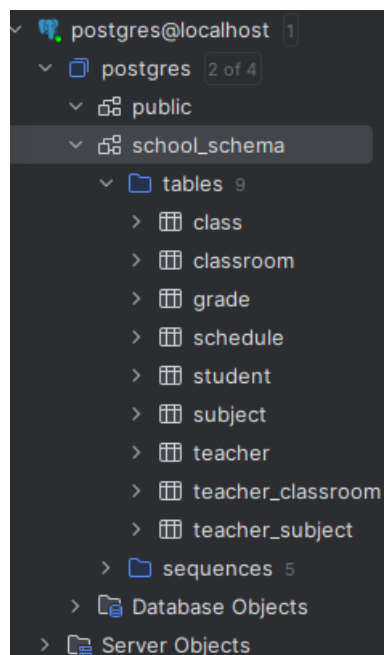 postgres@localhost 1
postgres 2 of 4
public
school_schema
tables 9
class
classroom
grade
schedule
student
subject
teacher
teacher_classroom
teacher_subject
sequences 5
Database Objects
Server Objects